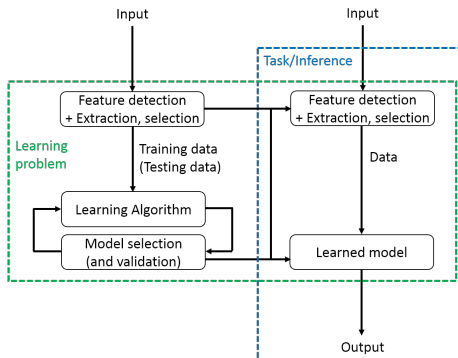 Input
Input
Task/Inference
Feature detection
+ Extraction, selection
Feature detection
+ Extraction, selection
Learning
problem
Training data
(Testing data)
Data
Learning Algorithm
Model selection
(and validation)
Learned model
Output